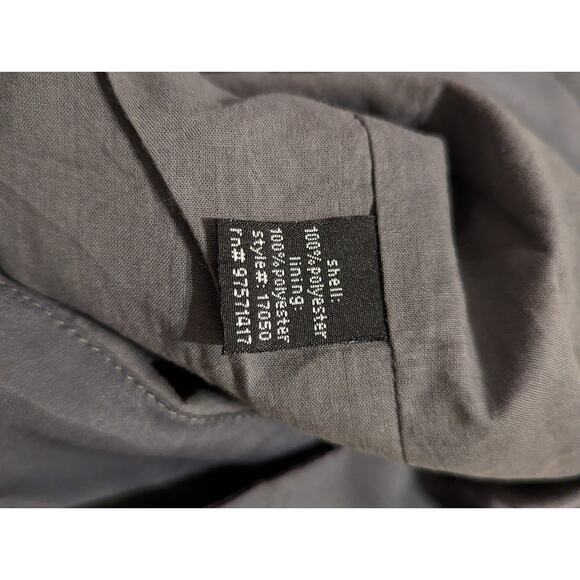 shell:
100%polyester
lining:
100%polyester
style#: 17050
rn# 97571417